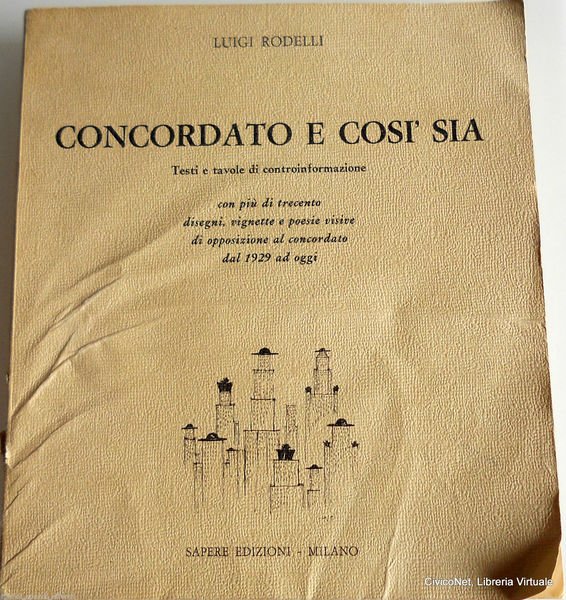 LUIGI RODELLI
CONCORDATO E COSI' SIA
Testi e tavole di controinformazione
con più di trecento
disegni, vignette e poesie visive
di opposizione al concordato
dal 1929 ad oggi
SAPERE EDIZIONI - MILANO
CivicoNet, Libreria Virtuale